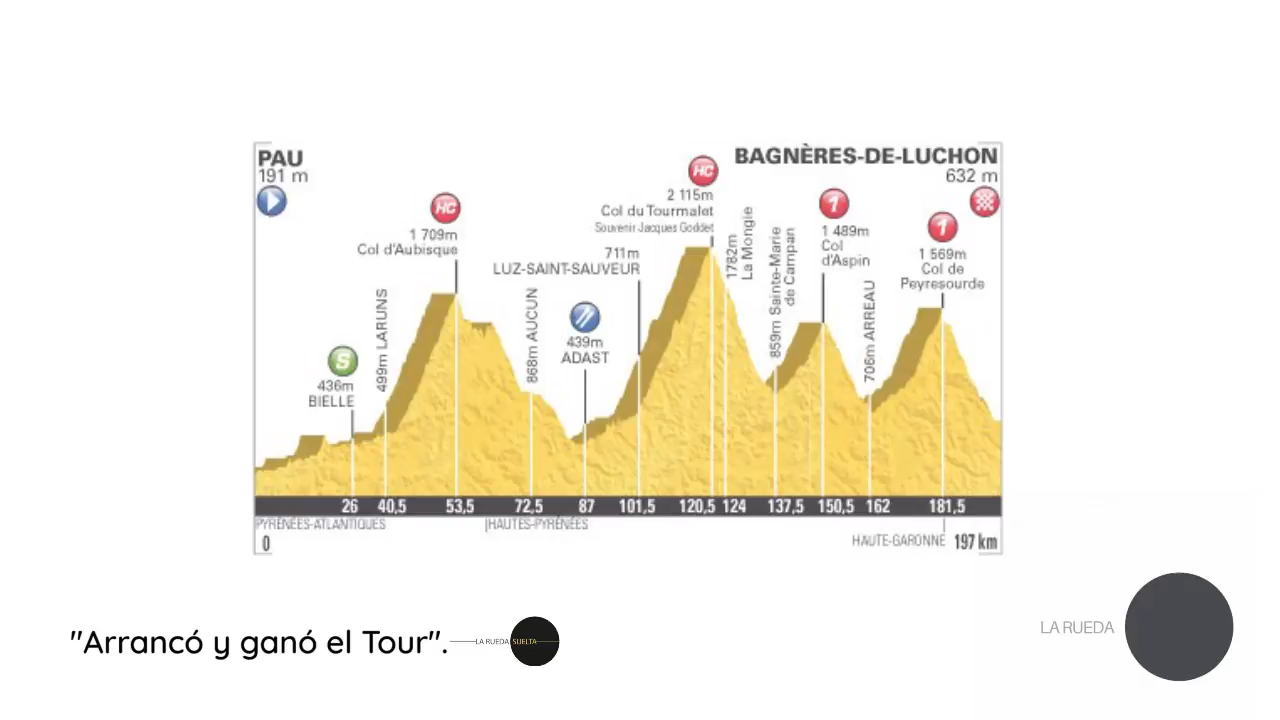 PAU
191 m
BAGNÈRES-DE-LUCHON
632 m
HC
2 115m
Col du Tourmalet
Souvenir Jacques Goddet
HC
1 709m
Col d'Aubisque
711m
LUZ-SAINT-SAUVEUR
1782m
La Mongie
859m Sainte-Marie
de Campan
1
1 489m
Col
d'Aspin
1
1 569m
Col de
Peyresourde
499m LARUNS
868m AUCUN
706m ARREAU
439m
ADAST
S
436m
BIELLE
26 40,5 53,5 72,5 87 101,5 120,5 124 137,5 150,5 162 181,5
PYRÉNÉES-ATLANTIQUES
HAUTES-PYRÉNÉES
HAUTE-GARONNE
0
197 km
"Arrancó y ganó el Tour".
LA RUEDA SUELTA
LA RUEDA